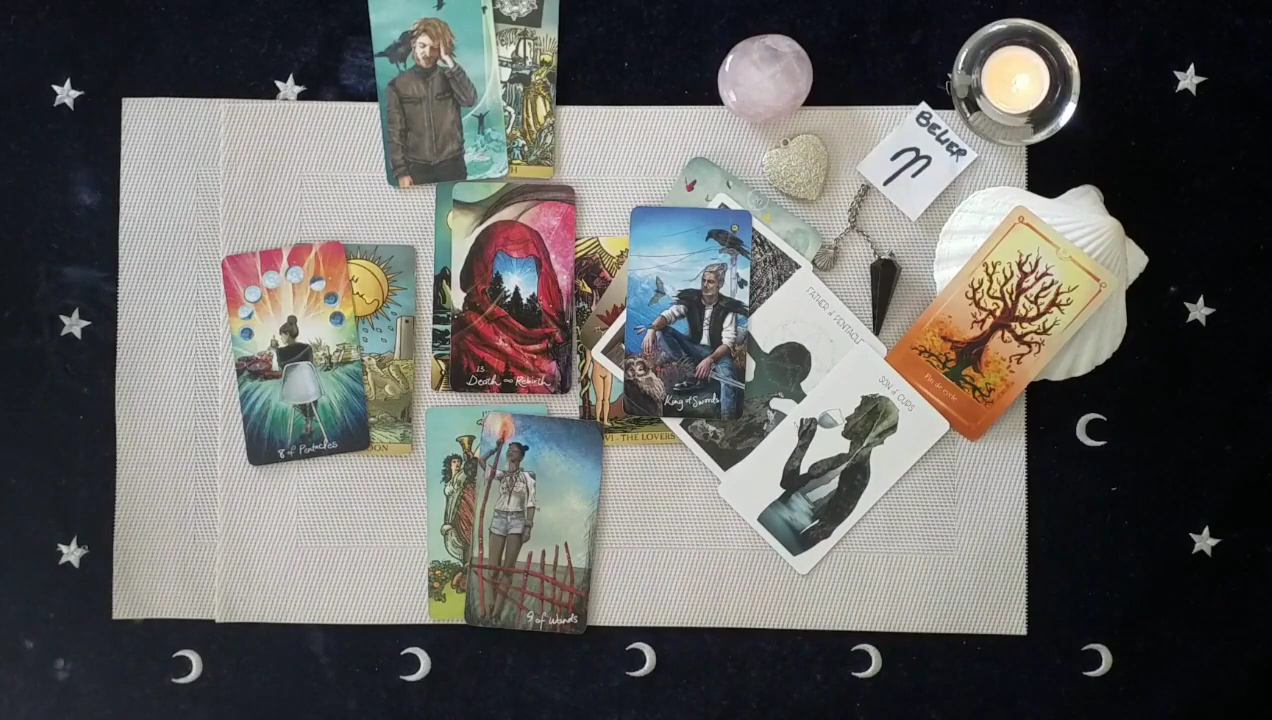 BELIER
FATHER of PENTACLES
SON of CUPS
Fin de cycle
13.
Death ∞ Rebirth
King of Swords
VI - THE LOVERS
8 of Pentacles
OON
9 of Wands